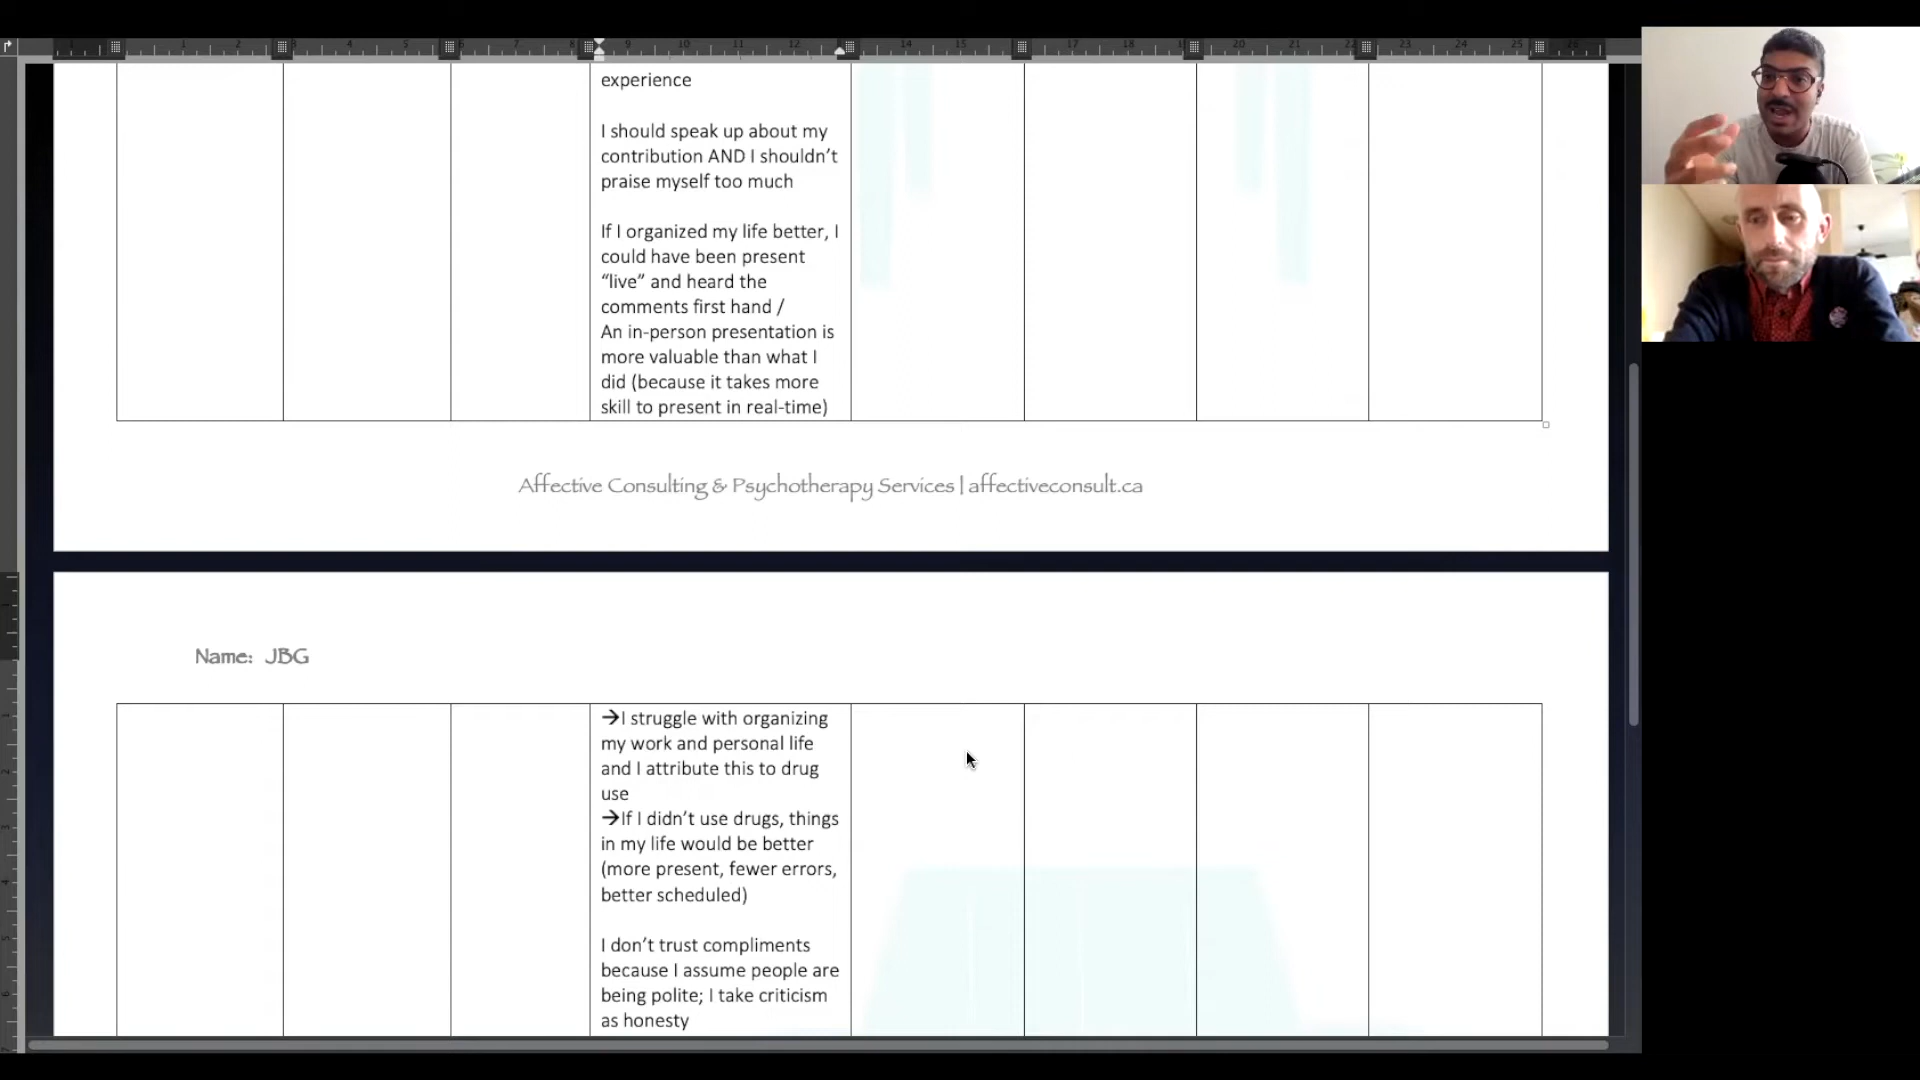 experience
I should speak up about my
contribution AND I shouldn’t
praise myself too much
If I organized my life better, I
could have been present
“live” and heard the
comments first hand /
An in-person presentation is
more valuable than what I
did (because it takes more
skill to present in real-time)
Affective Consulting & Psychotherapy Services | affectiveconsult.ca
Name: JBG
→I struggle with organizing
my work and personal life
and I attribute this to drug
use
→If I didn’t use drugs, things
in my life would be better
(more present, fewer errors,
better scheduled)
I don’t trust compliments
because I assume people are
being polite; I take criticism
as honesty